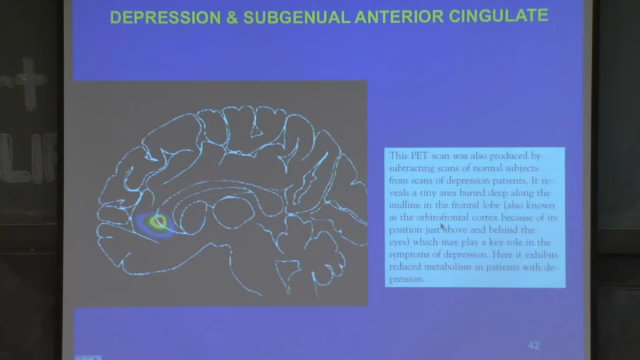 DEPRESSION & SUBGENUAL ANTERIOR CINGULATE
This PET scan was also produced by
subtracting scans of normal subjects
from scans of depression patients. It re-
veals a tiny area buried deep along the
midline in the frontal lobe (also known
as the orbitofrontal cortex because of its
position just above and behind the
eyes) which may play a key role in the
symptoms of depression. Here it exhibits
reduced metabolism in patients with de-
pression.
42